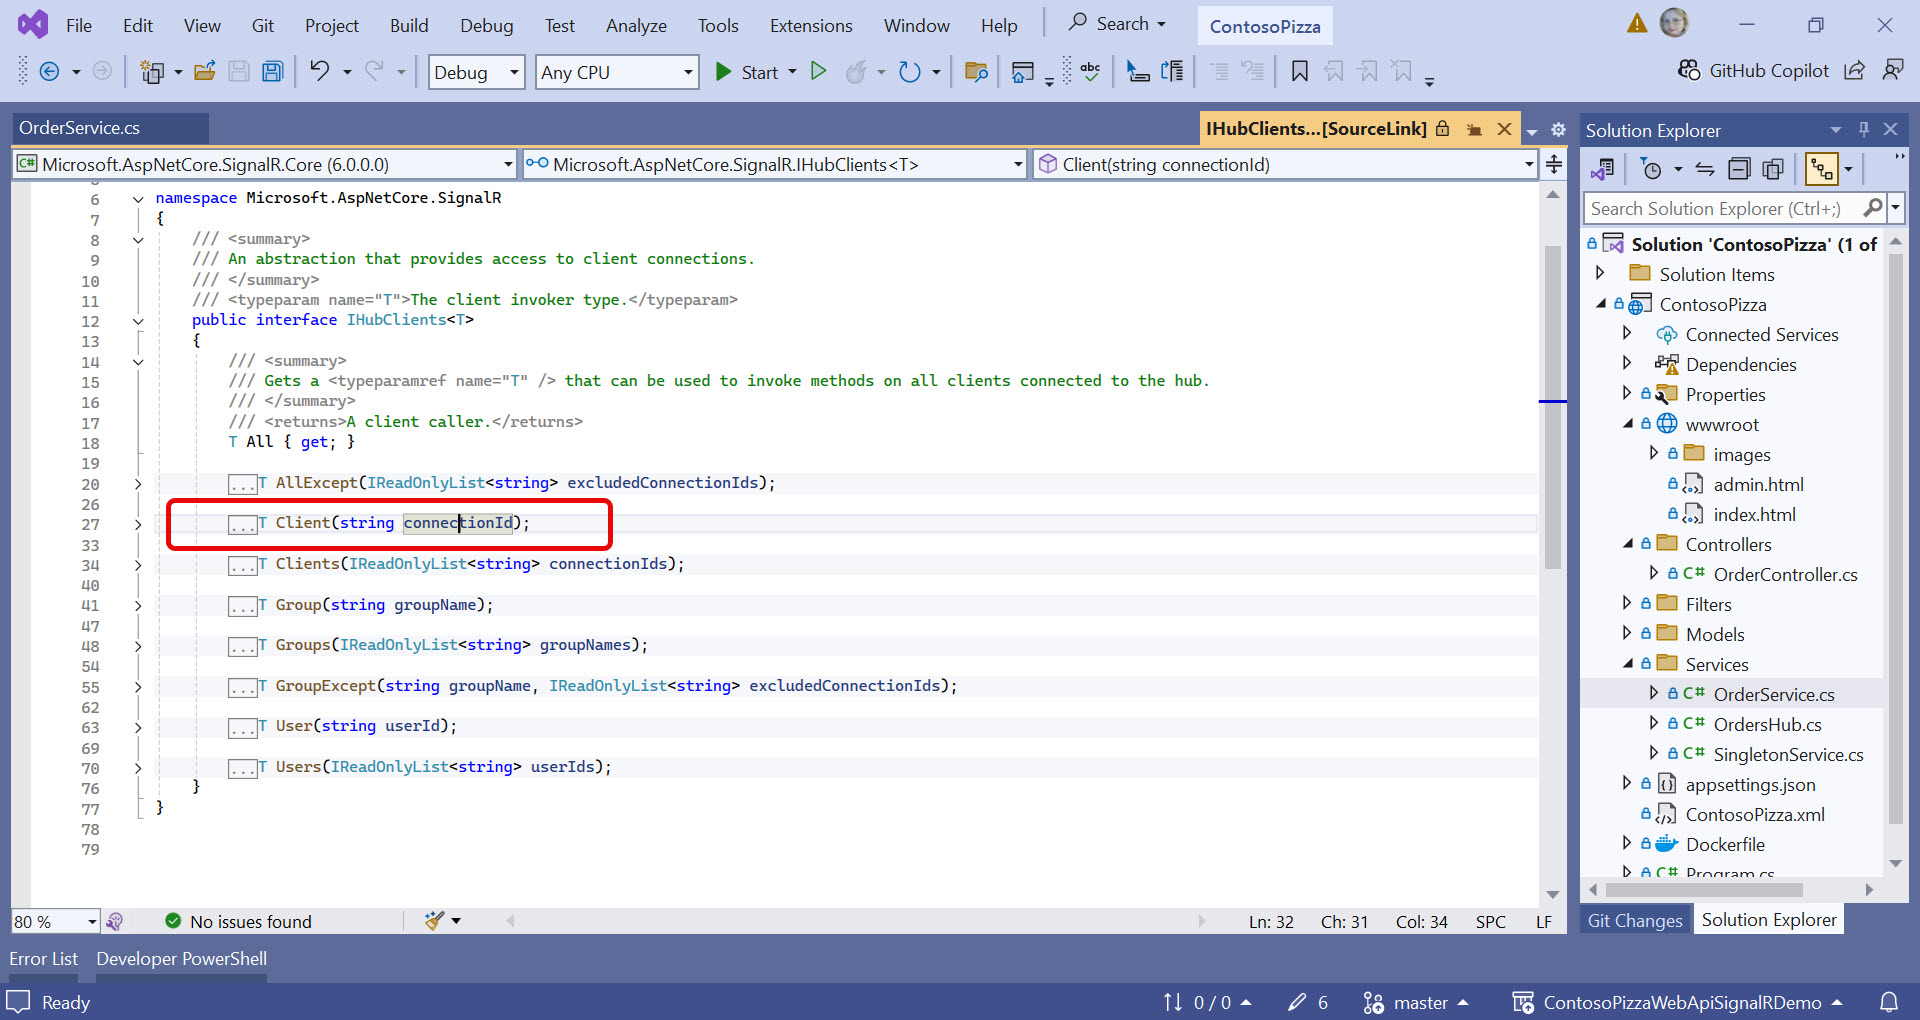 File Edit View Git Project Build Debug Test Analyze Tools Extensions Window Help Search ContosoPizza
Debug Any CPU Start abc GitHub Copilot
OrderService.cs IHubClients...[SourceLink]
C# Microsoft.AspNetCore.SignalR.Core (6.0.0.0) Microsoft.AspNetCore.SignalR.IHubClients<T> Client(string connectionId)
6 namespace Microsoft.AspNetCore.SignalR
7 {
8 /// <summary>
9 /// An abstraction that provides access to client connections.
10 /// </summary>
11 /// <typeparam name="T">The client invoker type.</typeparam>
12 public interface IHubClients<T>
13 {
14 /// <summary>
15 /// Gets a <typeparamref name="T" /> that can be used to invoke methods on all clients connected to the hub.
16 /// </summary>
17 /// <returns>A client caller.</returns>
18 T All { get; }
19
20 ...T AllExcept(IReadOnlyList<string> excludedConnectionIds);
26
27 ...T Client(string connectionId);
33
34 ...T Clients(IReadOnlyList<string> connectionIds);
40
41 ...T Group(string groupName);
47
48 ...T Groups(IReadOnlyList<string> groupNames);
54
55 ...T GroupExcept(string groupName, IReadOnlyList<string> excludedConnectionIds);
62
63 ...T User(string userId);
69
70 ...T Users(IReadOnlyList<string> userIds);
76 }
77 }
78
79
80 % No issues found Ln: 32 Ch: 31 Col: 34 SPC LF
Solution Explorer
Search Solution Explorer (Ctrl+;)
Solution 'ContosoPizza' (1 of
Solution Items
ContosoPizza
Connected Services
Dependencies
Properties
wwwroot
images
admin.html
index.html
Controllers
C# OrderController.cs
Filters
Models
Services
C# OrderService.cs
C# OrdersHub.cs
C# SingletonService.cs
appsettings.json
ContosoPizza.xml
Dockerfile
C# Program.cs
Git Changes Solution Explorer
Error List Developer PowerShell
Ready 0 / 0 6 master ContosoPizzaWebApiSignalRDemo